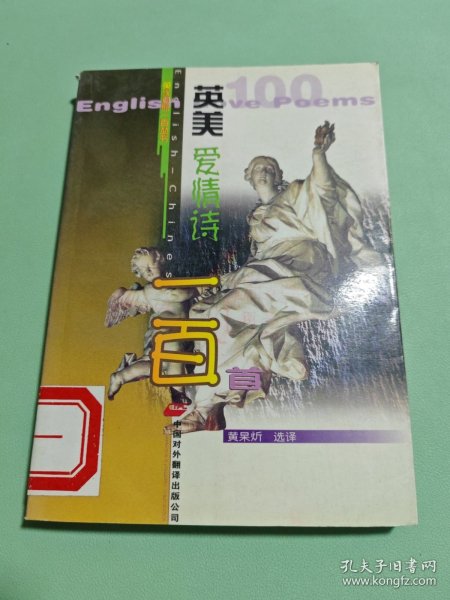 100
English Love Poems
English-Chinese
英美
爱情诗
一百
首
黄杲炘 选译
中国对外翻译出版公司
孔夫子旧书网
www.kongfz.com